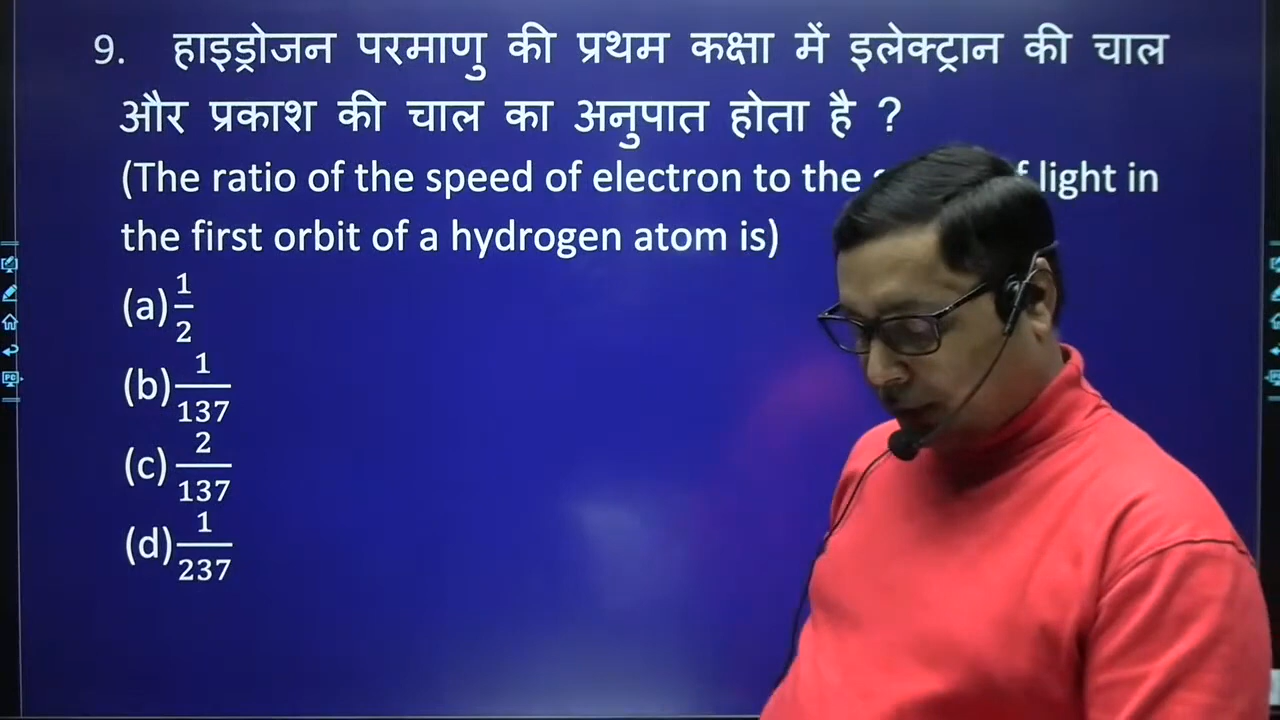 9. हाइड्रोजन परमाणु की प्रथम कक्षा में इलेक्ट्रान की चाल
और प्रकाश की चाल का अनुपात होता है ?
(The ratio of the speed of electron to the light in
the first orbit of a hydrogen atom is)
(a) 1/2
(b) 1/137
(c) 2/137
(d) 1/237